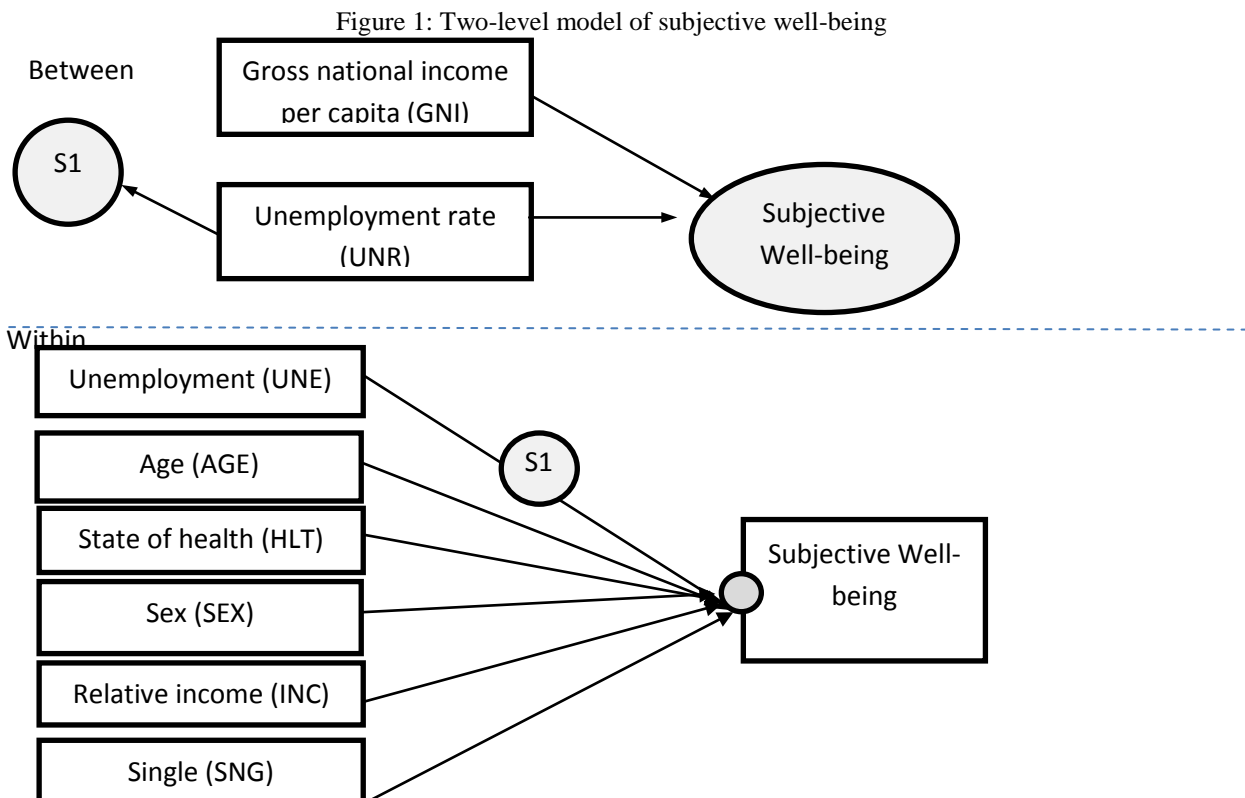 Figure 1: Two-level model of subjective well-being
Between
Gross national income
per capita (GNI)
S1
Unemployment rate
(UNR)
Subjective
Well-being
Within
Unemployment (UNE)
Age (AGE)
S1
State of health (HLT)
Subjective Well-
being
Sex (SEX)
Relative income (INC)
Single (SNG)